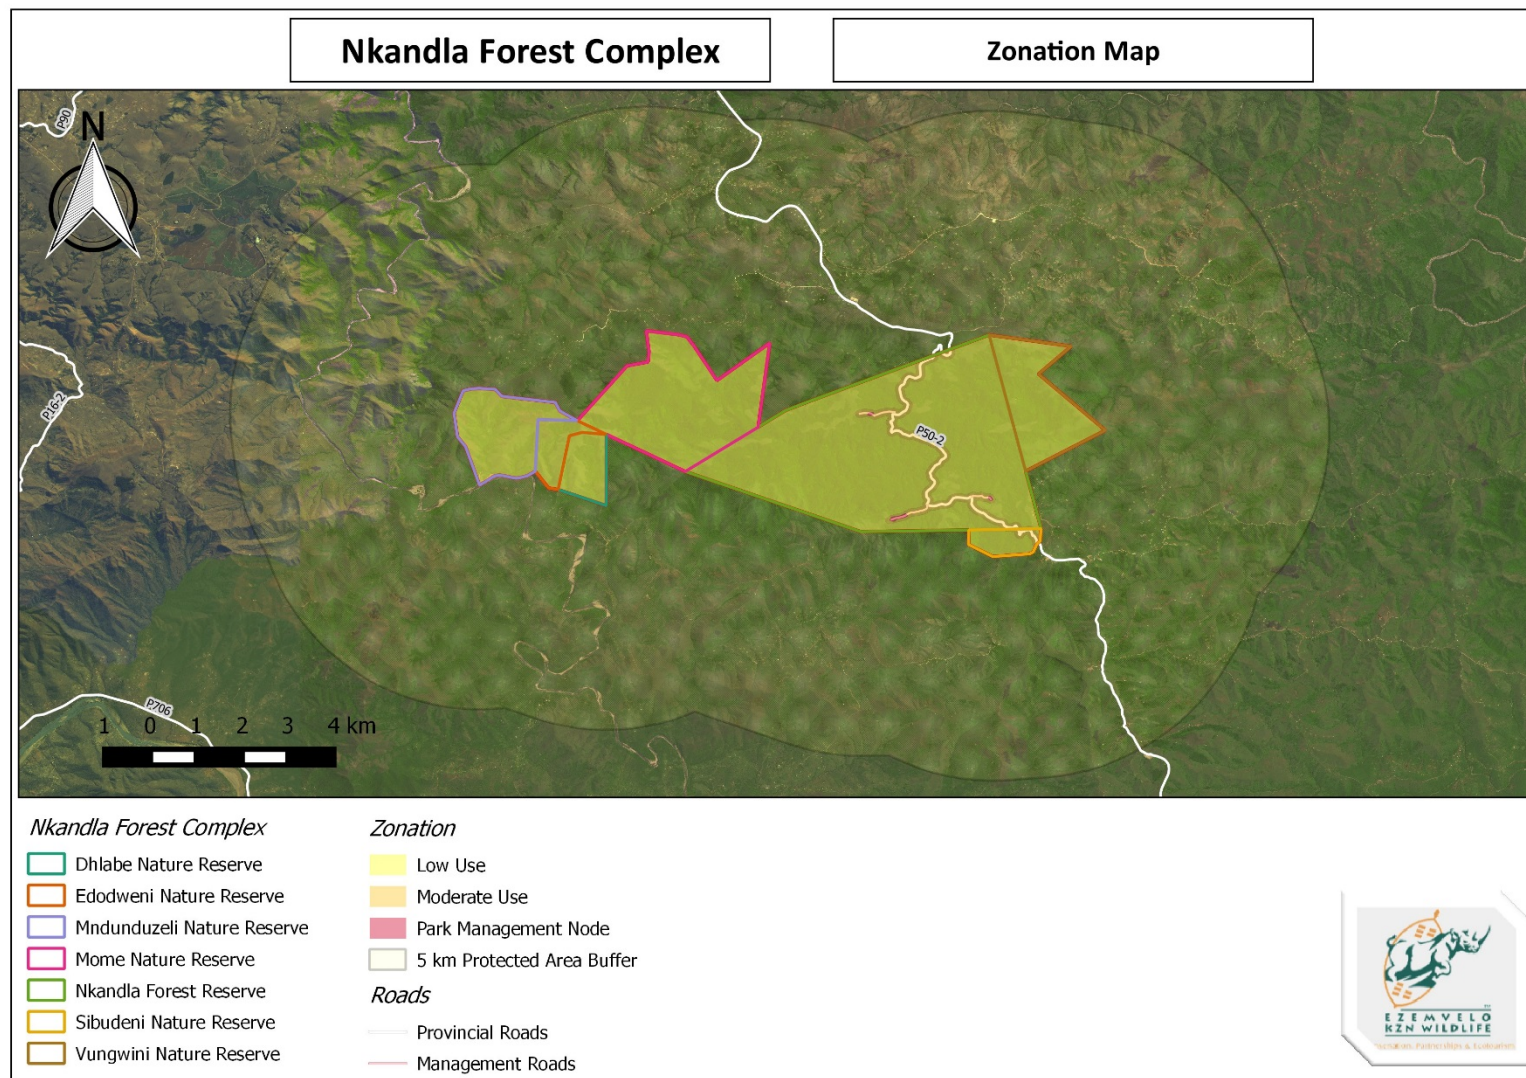 Nkandla Forest Complex
Zonation Map
P90
N
P16-2
P50-2
P706
1 0 1 2 3 4 km
Nkandla Forest Complex
Dhlabe Nature Reserve
Edodweni Nature Reserve
Mndunduzeli Nature Reserve
Mome Nature Reserve
Nkandla Forest Reserve
Sibudeni Nature Reserve
Vungwini Nature Reserve
Zonation
Low Use
Moderate Use
Park Management Node
5 km Protected Area Buffer
Roads
Provincial Roads
Management Roads
EZEMVELO
KZN WILDLIFE
Partnerships &